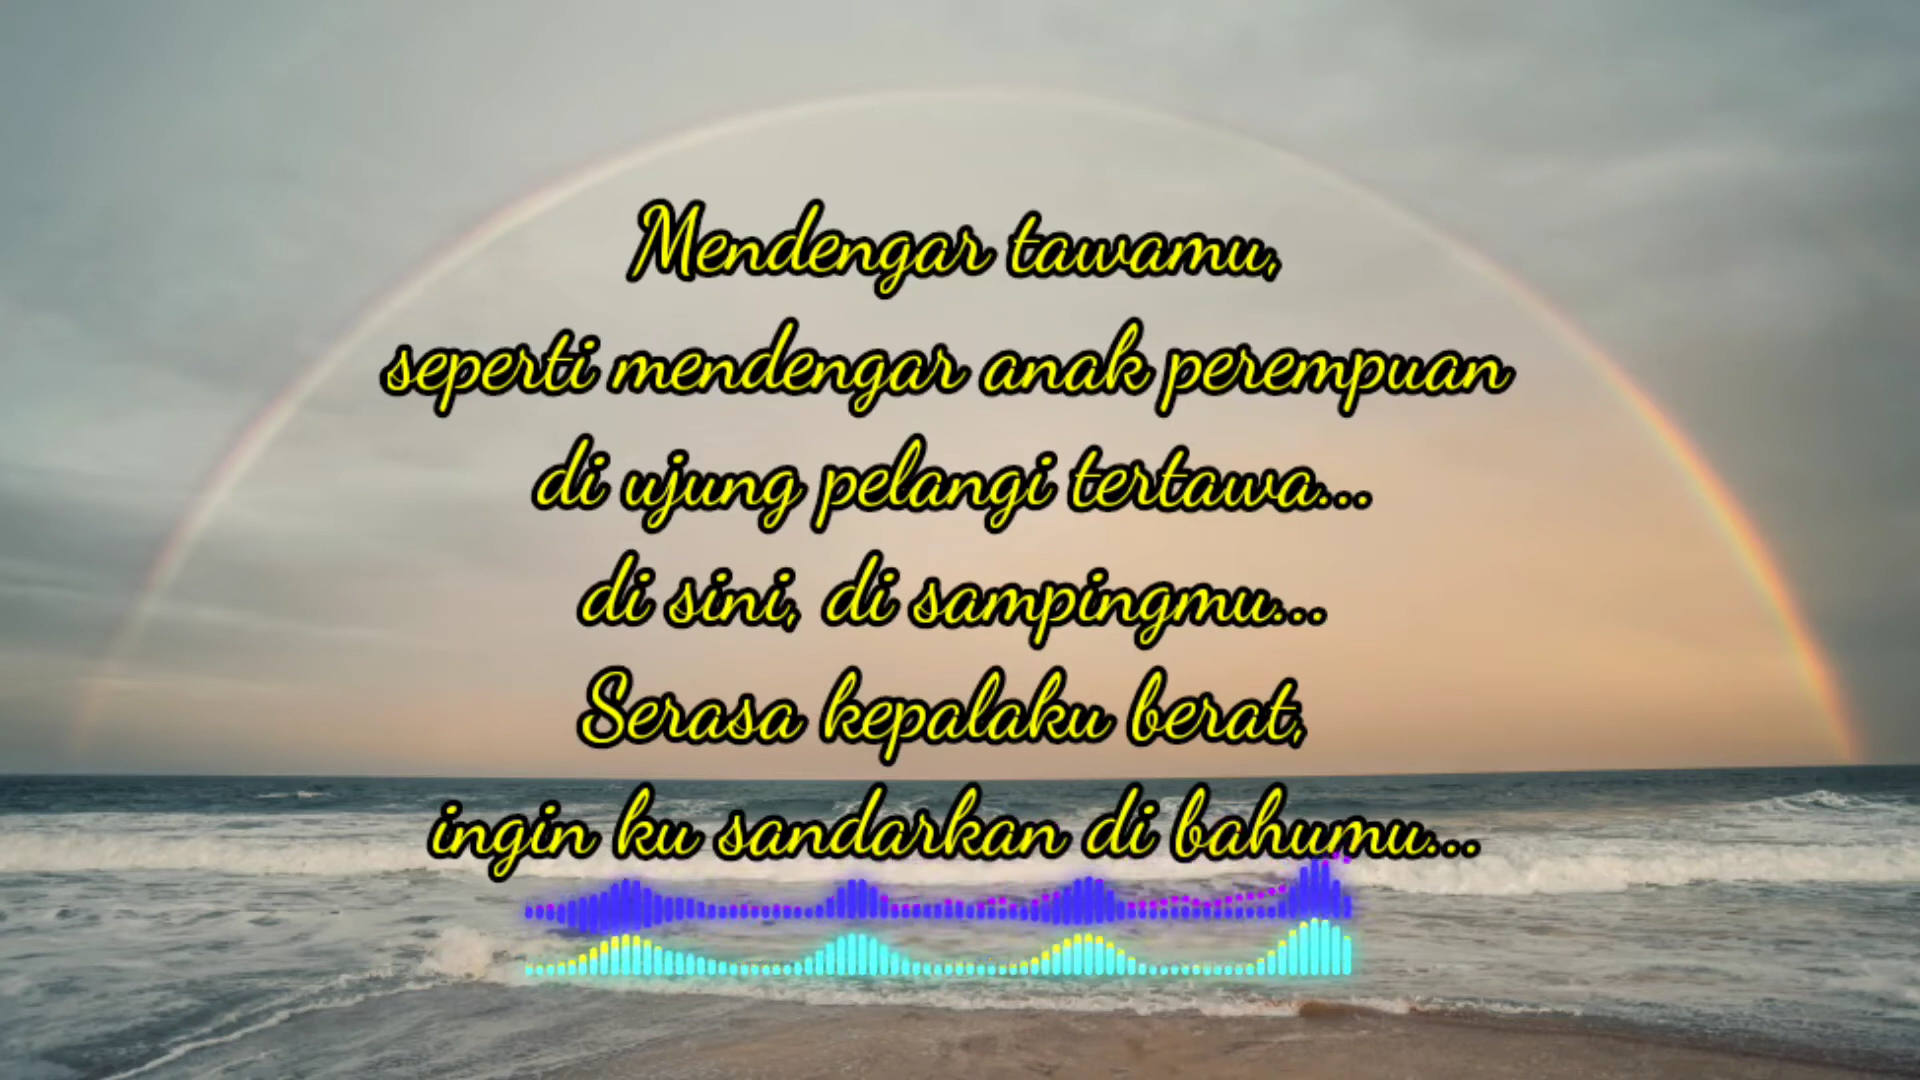 Mendengar tawamu,
seperti mendengar anak perempuan
di ujung pelangi tertawa...
di sini, di sampingmu...
Serasa kepalaku berat,
ingin ku sandarkan di bahumu...